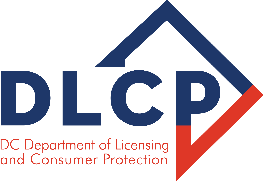 DLCP
DC Department of Licensing
and Consumer Protection